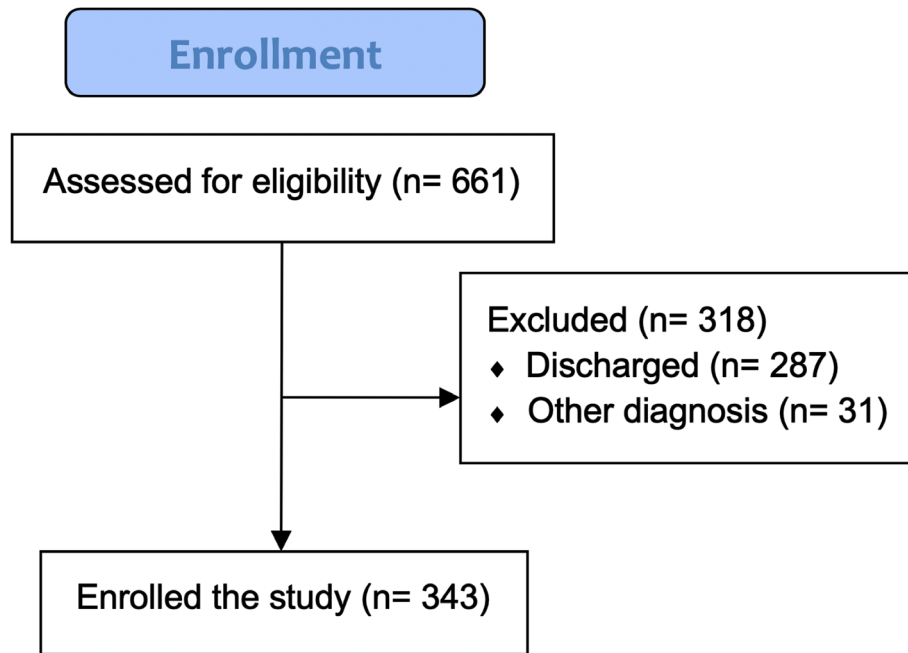 Enrollment
Assessed for eligibility (n= 661)
Excluded (n= 318)
♦ Discharged (n= 287)
♦ Other diagnosis (n= 31)
Enrolled the study (n= 343)